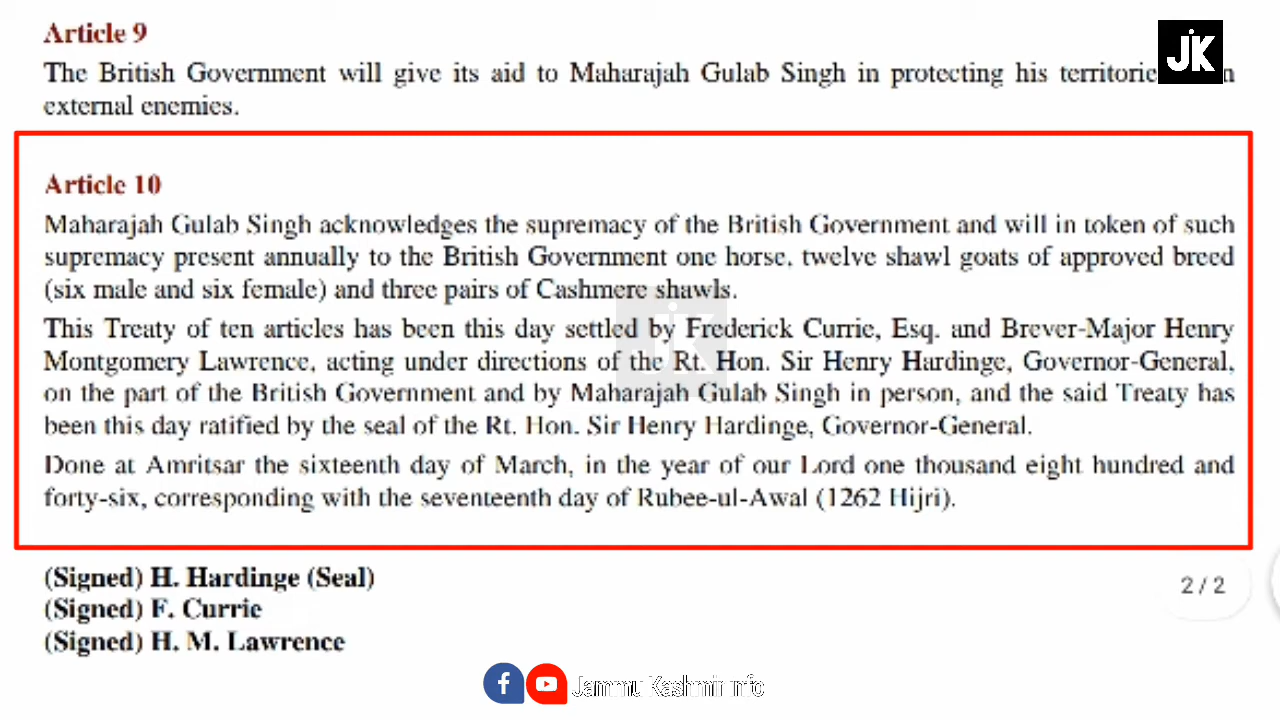 Article 9
JK
The British Government will give its aid to Maharajah Gulab Singh in protecting his
external enemies.
Article 10
Maharajah Gulab Singh acknowledges the supremacy of the British Government and will in token of such
supremacy present annually to the British Government one horse, twelve shawl goats of approved breed
(six male and six female) and three pairs of Cashmere shawls.
This Treaty of ten articles has been this day settled by Frederick Currie, Esq. and Brever-Major Henry
Montgomery Lawrence, acting under directions of the Rt. Hon. Sir Henry Hardinge, Governor-General,
on the part of the British Government and by Maharajah Gulab Singh in person, and the said Treaty has
been this day ratified by the seal of the Rt. Hon. Sir Henry Hardinge, Governor-General.
Done at Amritsar the sixteenth day of March, in the year of our Lord one thousand eight hundred and
forty-six, corresponding with the seventeenth day of Rubee-ul-Awal (1262 Hijri).
(Signed) H. Hardinge (Seal)
2 / 2
(Signed) F. Currie
(Signed) H. M. Lawrence
Jammu Kashmir nfo